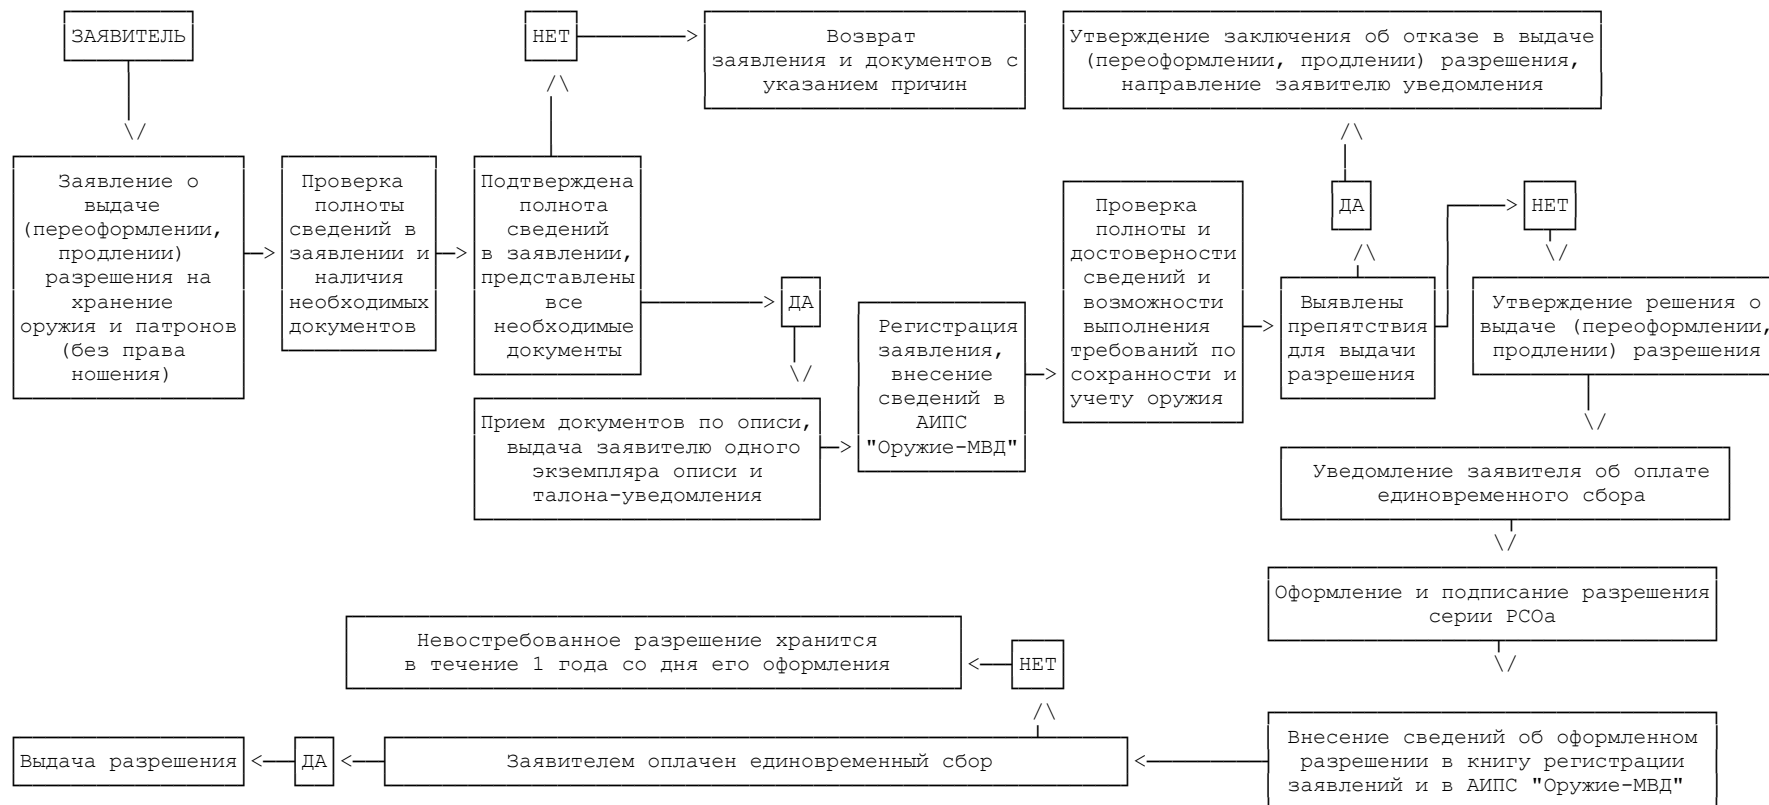 ЗАЯВИТЕЛЬ
НЕТ
Возврат
заявления и документов с
указанием причин
Утверждение заключения об отказе в выдаче
(переоформлении, продлении) разрешения,
направление заявителю уведомления
Заявление о
выдаче
(переоформлении,
продлении)
разрешения на
хранение
оружия и патронов
(без права
ношения)
Проверка
полноты
сведений в
заявлении и
наличия
необходимых
документов
Подтверждена
полнота
сведений
в заявлении,
представлены
все
необходимые
документы
ДА
Прием документов по описи,
выдача заявителю одного
экземпляра описи и
талона-уведомления
Регистрация
заявления,
внесение
сведений в
АИПС
"Оружие-МВД"
Проверка
полноты и
достоверности
сведений и
возможности
выполнения
требований по
сохранности и
учету оружия
Выявлены
препятствия
для выдачи
разрешения
ДА
НЕТ
Утверждение решения о
выдаче (переоформлении,
продлении) разрешения
Уведомление заявителя об оплате
единовременного сбора
Оформление и подписание разрешения
серии РСОа
Внесение сведений об оформленном
разрешении в книгу регистрации
заявлений и в АИПС "Оружие-МВД"
Заявителем оплачен единовременный сбор
НЕТ
Невостребованное разрешение хранится
в течение 1 года со дня его оформления
ДА
Выдача разрешения